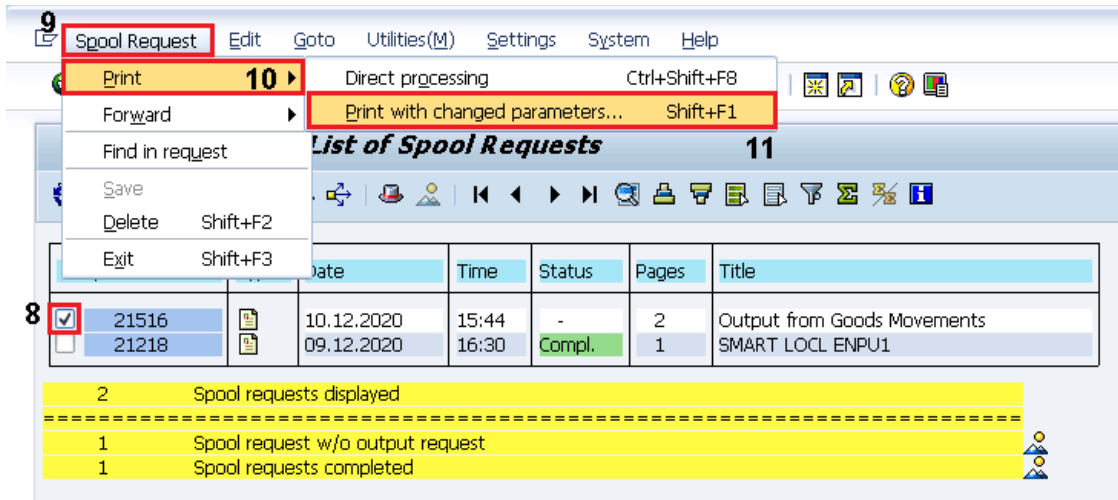 9
Spool Request Edit Goto Utilities(M) Settings System Help
Print 10 Direct processing Ctrl+Shift+F8
Forward Print with changed parameters... Shift+F1
Find in request List of Spool Requests 11
Save
Delete Shift+F2
Exit Shift+F3
Date Time Status Pages Title
8 21516 10.12.2020 15:44 - 2 Output from Goods Movements
21218 09.12.2020 16:30 Compl. 1 SMART LOCL ENPU1
2 Spool requests displayed
1 Spool request w/o output request
1 Spool requests completed